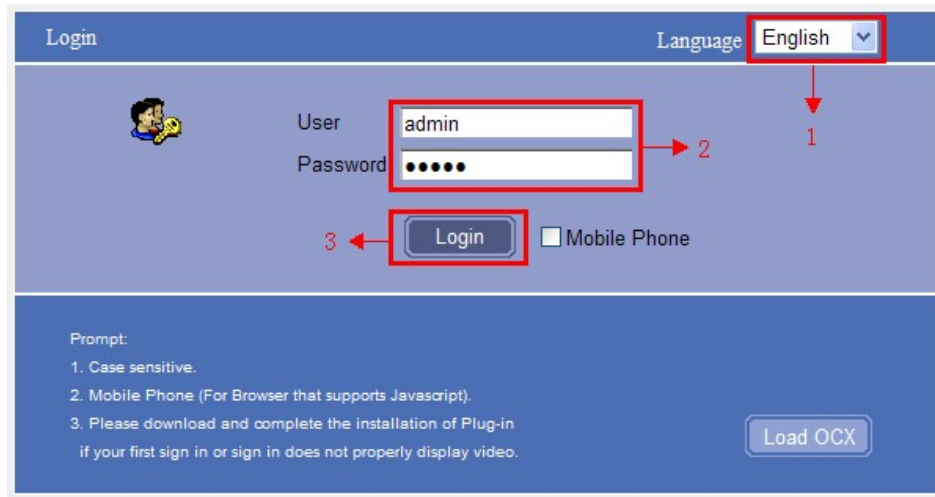 Login
Language English
1
User admin
2
Password •••••
3 Login Mobile Phone
Prompt:
1. Case sensitive.
2. Mobile Phone (For Browser that supports Javascript).
3. Please download and complete the installation of Plug-in
if your first sign in or sign in does not properly display video.
Load OCX